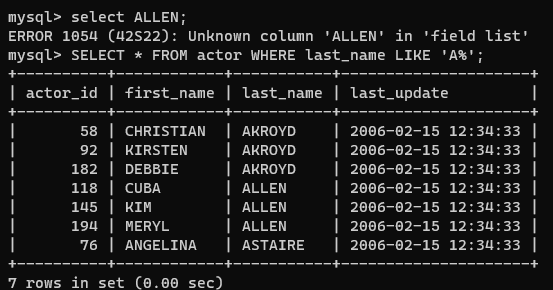 mysql> select ALLEN;
ERROR 1054 (42S22): Unknown column 'ALLEN' in 'field list'
mysql> SELECT * FROM actor WHERE last_name LIKE 'A%';
+----------+------------+-----------+---------------------+
| actor_id | first_name | last_name | last_update         |
+----------+------------+-----------+---------------------+
|       58 | CHRISTIAN  | AKROYD    | 2006-02-15 12:34:33 |
|       92 | KIRSTEN    | AKROYD    | 2006-02-15 12:34:33 |
|      182 | DEBBIE     | AKROYD    | 2006-02-15 12:34:33 |
|      118 | CUBA       | ALLEN     | 2006-02-15 12:34:33 |
|      145 | KIM        | ALLEN     | 2006-02-15 12:34:33 |
|      194 | MERYL      | ALLEN     | 2006-02-15 12:34:33 |
|       76 | ANGELINA   | ASTAIRE   | 2006-02-15 12:34:33 |
+----------+------------+-----------+---------------------+
7 rows in set (0.00 sec)